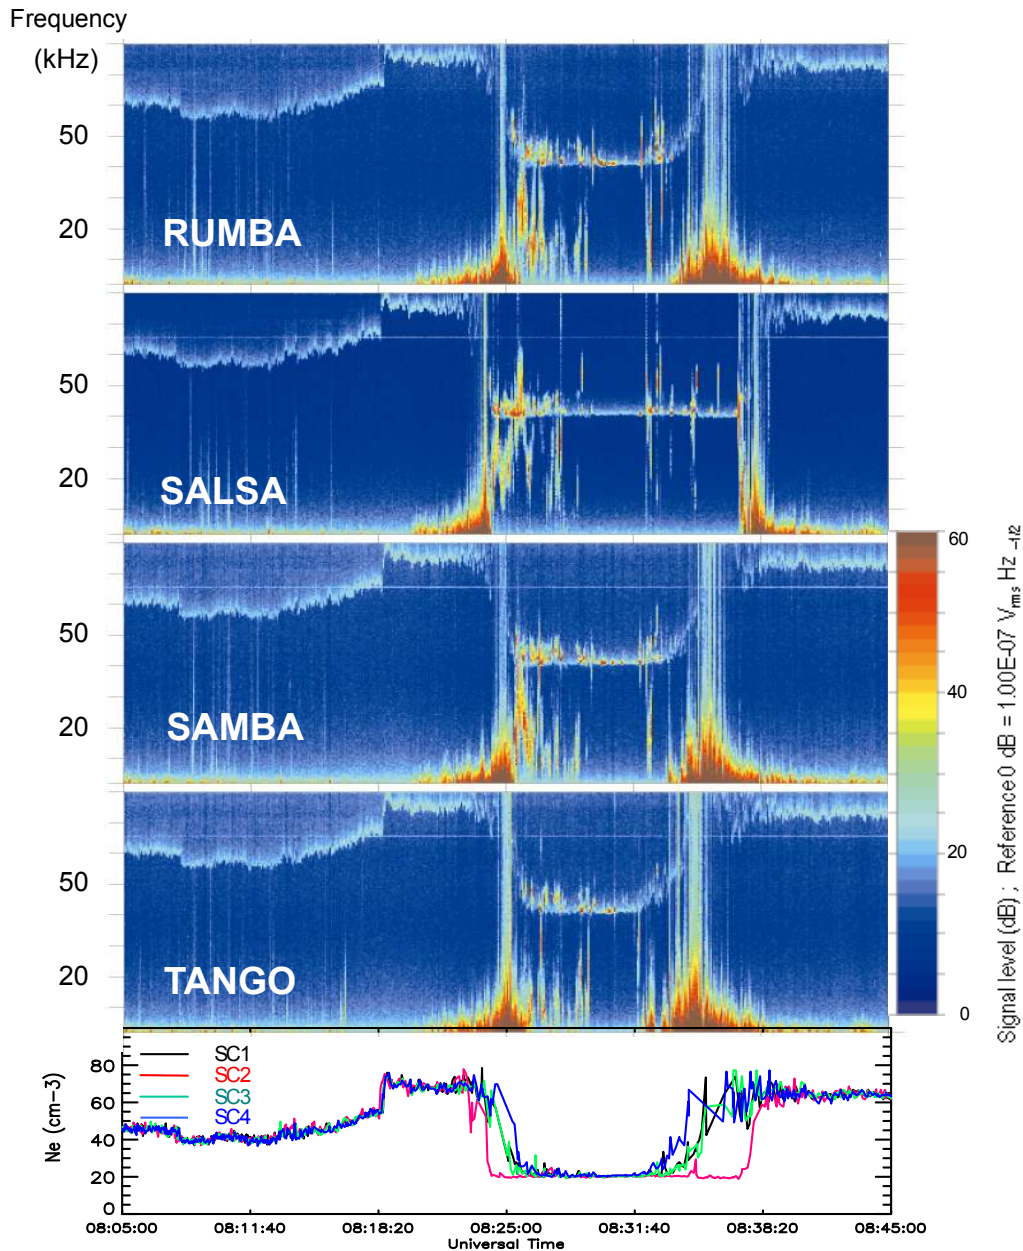 Frequency
(kHz)
50
20
RUMBA
50
20
SALSA
50
20
SAMBA
50
20
TANGO
60
40
20
0
Signal level (dB) ; Reference 0 dB = 1.00E-07 Vrms Hz -1/2
Ne (cm-3)
80
60
40
20
0
SC1
SC2
SC3
SC4
08:05:00 08:11:40 08:18:20 08:25:00 08:31:40 08:38:20 08:45:00
Universal Time